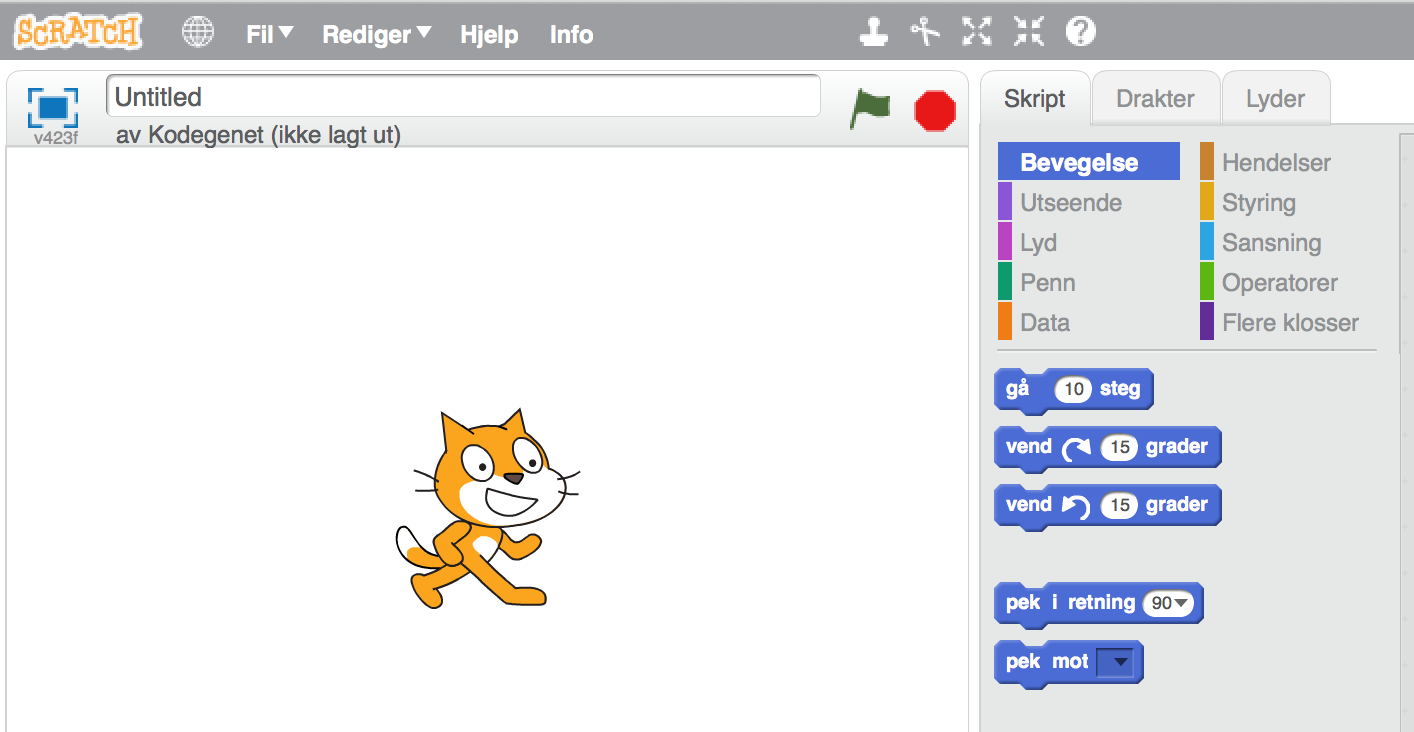 SCRATCH Fil Rediger Hjelp Info ?
Untitled
v423f
av Kodegenet (ikke lagt ut)
Skript Drakter Lyder
Bevegelse Hendelser
Utseende Styring
Lyd Sansning
Penn Operatorer
Data Flere klosser
gå 10 steg
vend 15 grader
vend 15 grader
pek i retning 90
pek mot